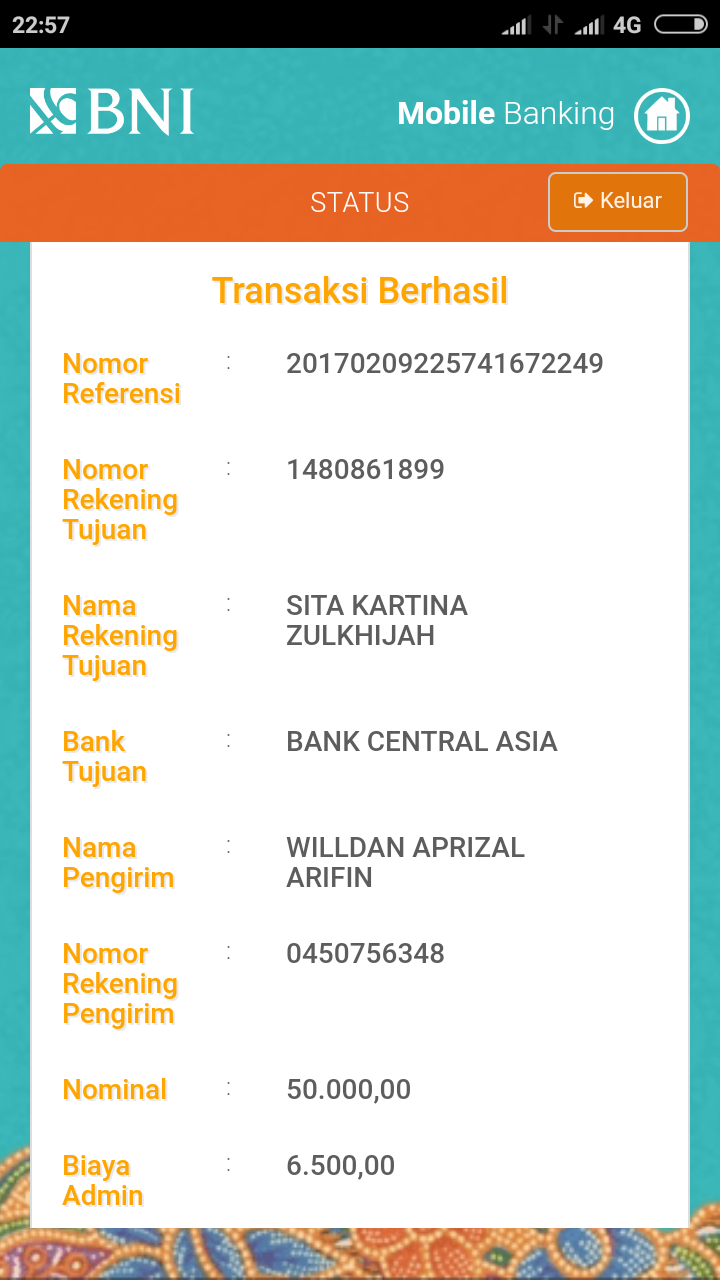 22:57 4G
BNI Mobile Banking
STATUS Keluar
Transaksi Berhasil
Nomor : 20170209225741672249
Referensi
Nomor : 1480861899
Rekening
Tujuan
Nama : SITA KARTINA
Rekening ZULKHIJAH
Tujuan
Bank : BANK CENTRAL ASIA
Tujuan
Nama : WILLDAN APRIZAL
Pengirim ARIFIN
Nomor : 0450756348
Rekening
Pengirim
Nominal : 50.000,00
Biaya : 6.500,00
Admin